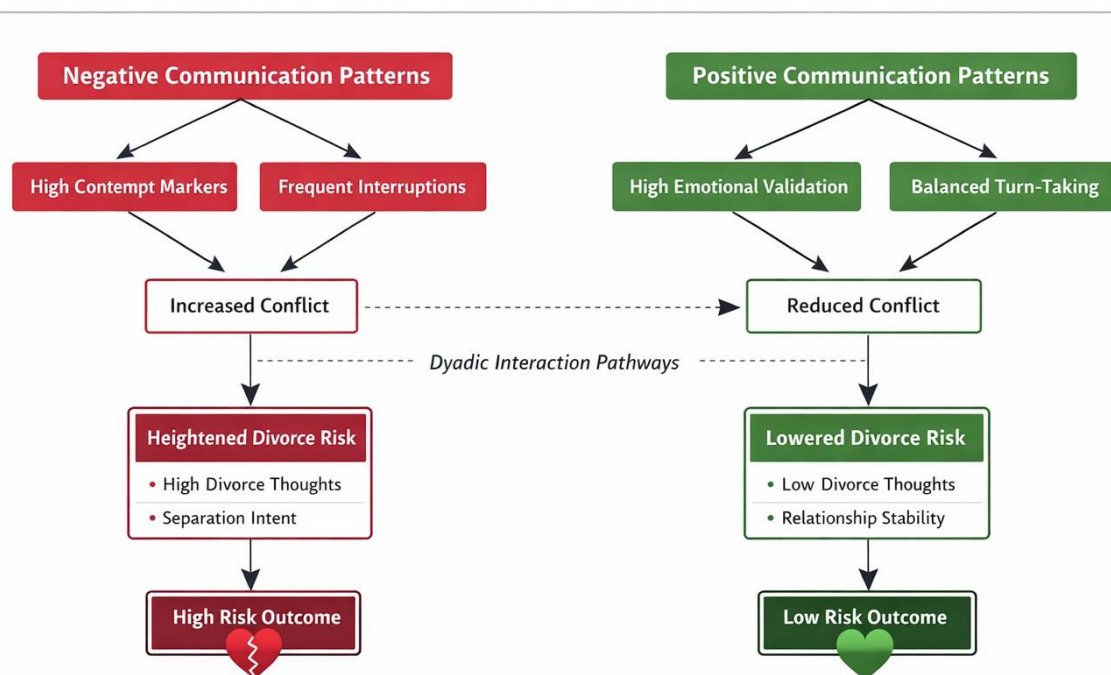 Negative Communication Patterns
Positive Communication Patterns
High Contempt Markers
Frequent Interruptions
High Emotional Validation
Balanced Turn-Taking
Increased Conflict
Reduced Conflict
Dyadic Interaction Pathways
Heightened Divorce Risk
• High Divorce Thoughts
• Separation Intent
Lowered Divorce Risk
• Low Divorce Thoughts
• Relationship Stability
High Risk Outcome
Low Risk Outcome